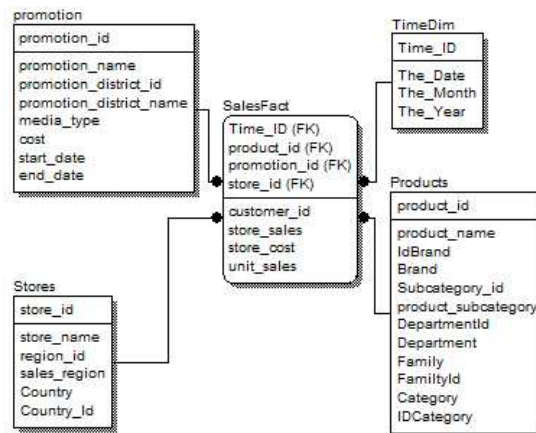 promotion
promotion_id
promotion_name
promotion_district_id
promotion_district_name
media_type
cost
start_date
end_date
TimeDim
Time_ID
The_Date
The_Month
The_Year
SalesFact
Time_ID (FK)
product_id (FK)
promotion_id (FK)
store_id (FK)
customer_id
store_sales
store_cost
unit_sales
Products
product_id
product_name
IdBrand
Brand
Subcategory_id
product_subcategory
DepartmentId
Department
Family
FamiltyId
Category
IDCategory
Stores
store_id
store_name
region_id
sales_region
Country
Country_Id